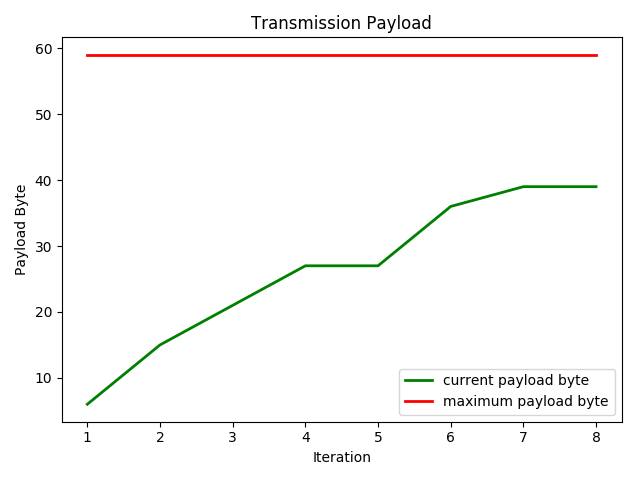 Transmission Payload
60
50
40
30
20
10
Payload Byte
current payload byte
maximum payload byte
1 2 3 4 5 6 7 8
Iteration